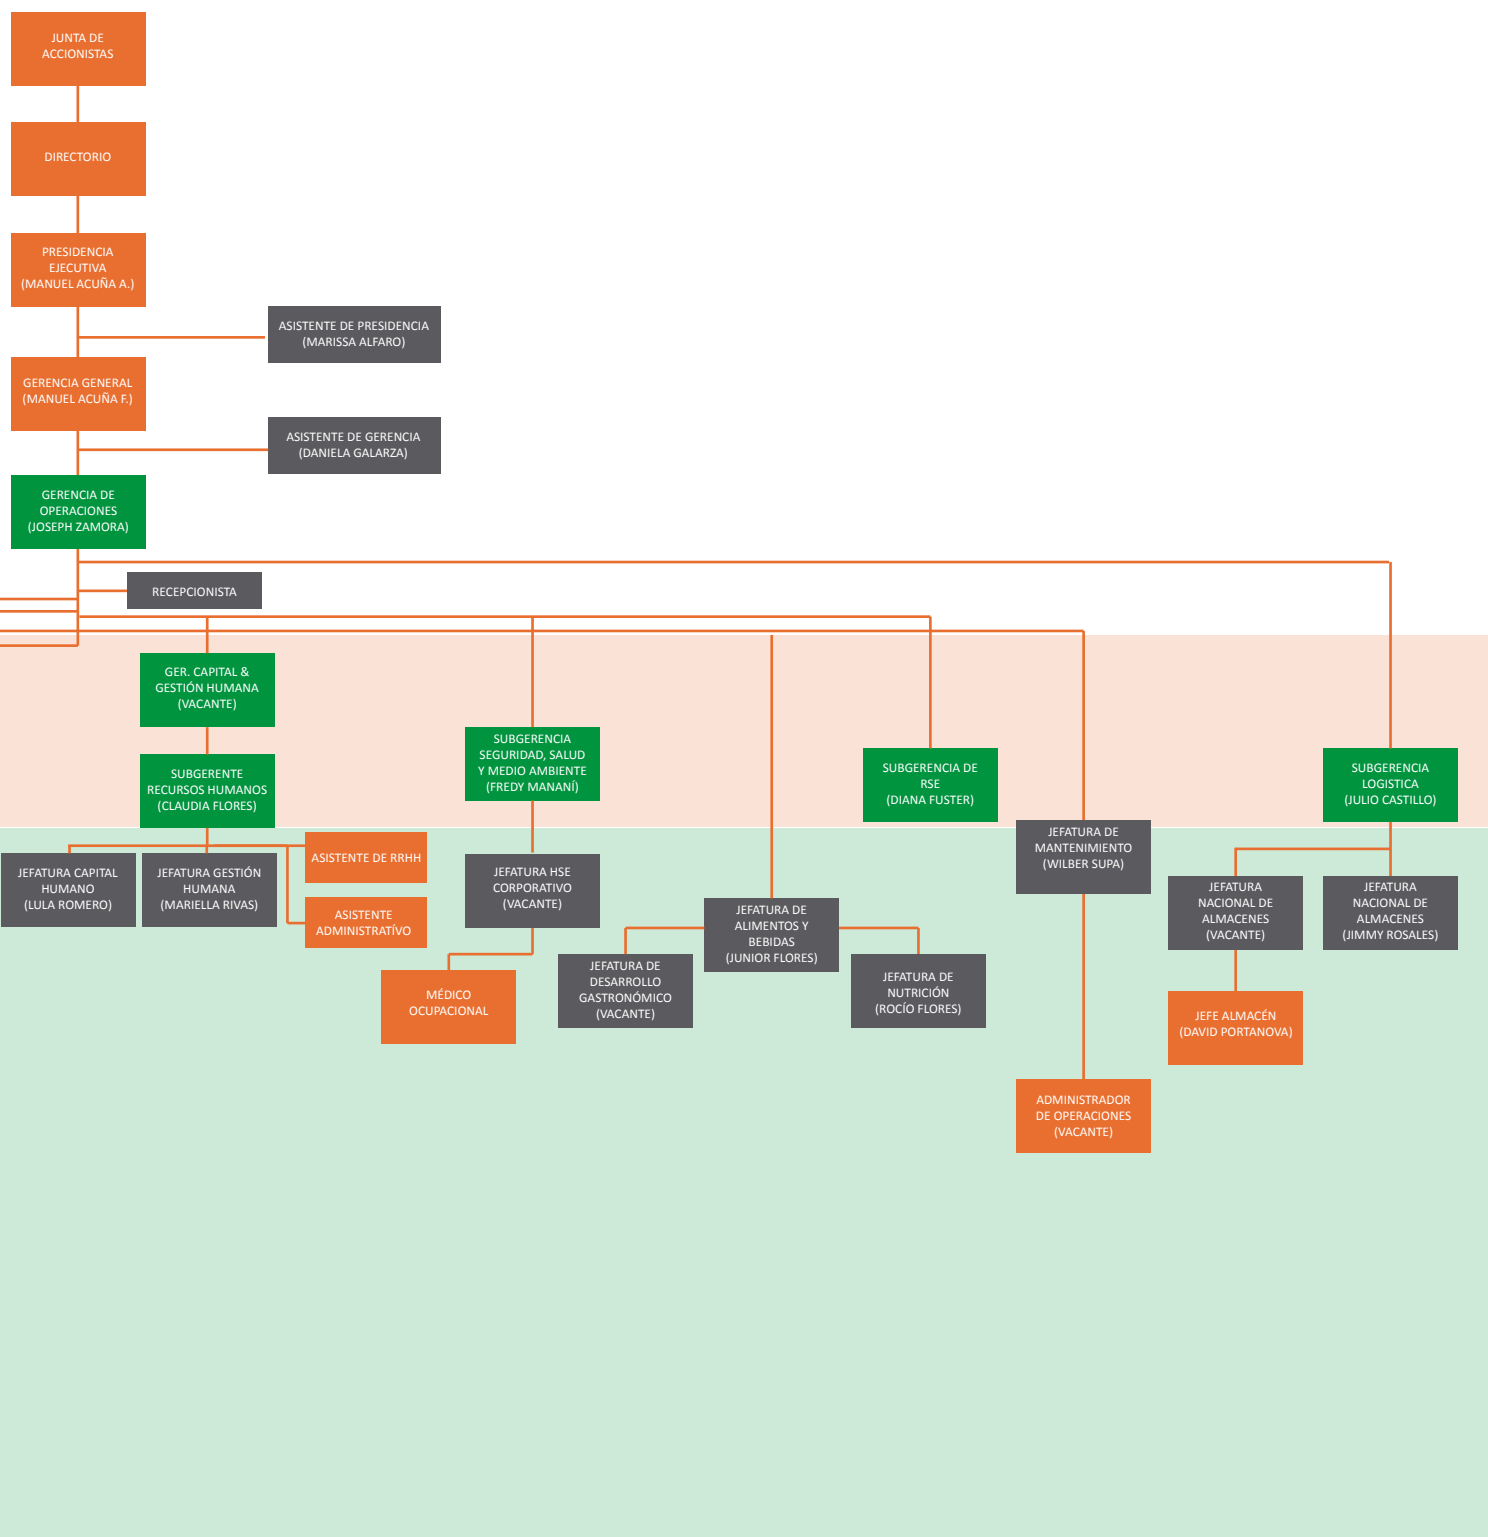 JUNTA DE
ACCIONISTAS
DIRECTORIO
PRESIDENCIA
EJECUTIVA
(MANUEL ACUÑA A.)
ASISTENTE DE PRESIDENCIA
(MARISSA ALFARO)
GERENCIA GENERAL
(MANUEL ACUÑA F.)
ASISTENTE DE GERENCIA
(DANIELA GALARZA)
GERENCIA DE
OPERACIONES
(JOSEPH ZAMORA)
RECEPCIONISTA
GER. CAPITAL &
GESTIÓN HUMANA
(VACANTE)
SUBGERENTE
RECURSOS HUMANOS
(CLAUDIA FLORES)
SUBGERENCIA
SEGURIDAD, SALUD
Y MEDIO AMBIENTE
(FREDY MANANÍ)
SUBGERENCIA DE
RSE
(DIANA FUSTER)
SUBGERENCIA
LOGISTICA
(JULIO CASTILLO)
JEFATURA DE
MANTENIMIENTO
(WILBER SUPA)
JEFATURA CAPITAL
HUMANO
(LULA ROMERO)
JEFATURA GESTIÓN
HUMANA
(MARIELLA RIVAS)
ASISTENTE DE RRHH
ASISTENTE
ADMINISTRATÍVO
JEFATURA HSE
CORPORATIVO
(VACANTE)
MÉDICO
OCUPACIONAL
JEFATURA DE
ALIMENTOS Y
BEBIDAS
(JUNIOR FLORES)
JEFATURA DE
DESARROLLO
GASTRONÓMICO
(VACANTE)
JEFATURA DE
NUTRICIÓN
(ROCÍO FLORES)
JEFATURA
NACIONAL DE
ALMACENES
(VACANTE)
JEFATURA
NACIONAL DE
ALMACENES
(JIMMY ROSALES)
JEFE ALMACÉN
(DAVID PORTANOVA)
ADMINISTRADOR
DE OPERACIONES
(VACANTE)